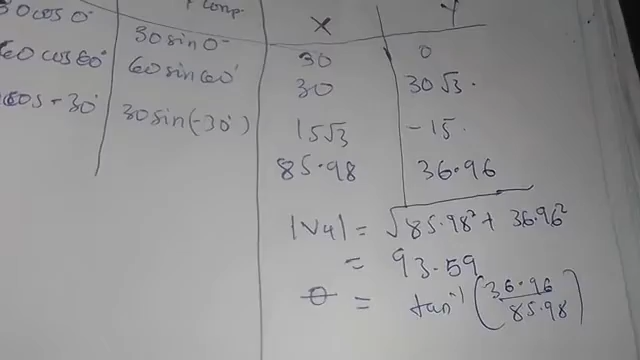 comp. X Y
30 cos 0° 30 sin 0° 30 0
60 cos 60° 60 sin 60° 30 30√3.
cos -30° 30 sin(-30°) 15√3 -15.
85.98 36.96
|V4| = √85.98² + 36.96²
= 93.59
θ = tan⁻¹(36.96/85.98)